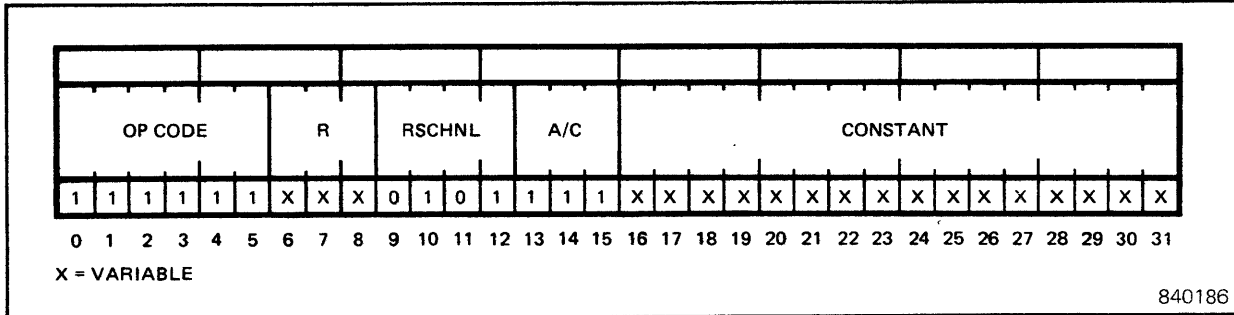 OP CODE R RSCHNL A/C CONSTANT
1 1 1 1 1 1 X X X 0 1 0 1 1 1 1 X X X X X X X X X X X X X X X X
0 1 2 3 4 5 6 7 8 9 10 11 12 13 14 15 16 17 18 19 20 21 22 23 24 25 26 27 28 29 30 31
X = VARIABLE
840186